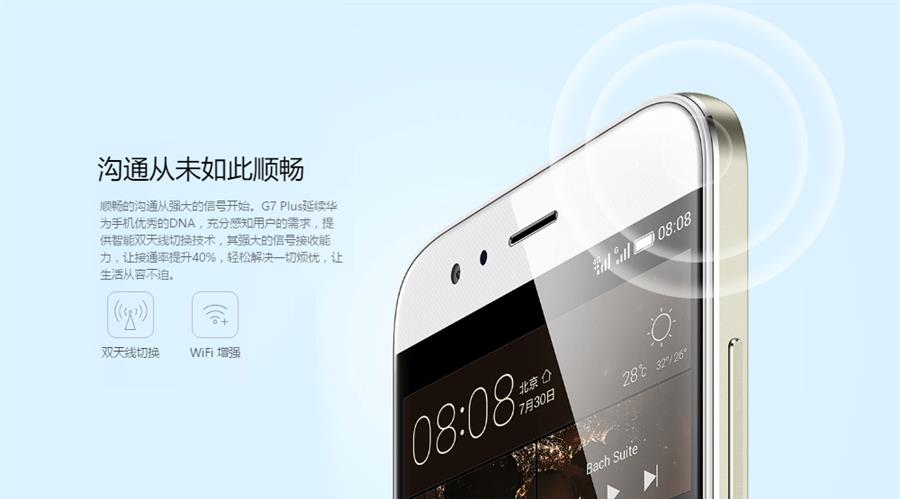 沟通从未如此顺畅
顺畅的沟通从强大的信号开始。G7 Plus延续华
为手机优秀的DNA，充分感知用户的需求，提
供智能双天线切换技术，其强大的信号接收能
力，让接通率提升40%，轻松解决一切烦忧，让
生活从容不迫。
双天线切换
WiFi 增强
4G
G
08:08
28℃
32°/26°
08:08
北京
7月30日
Bach Suite